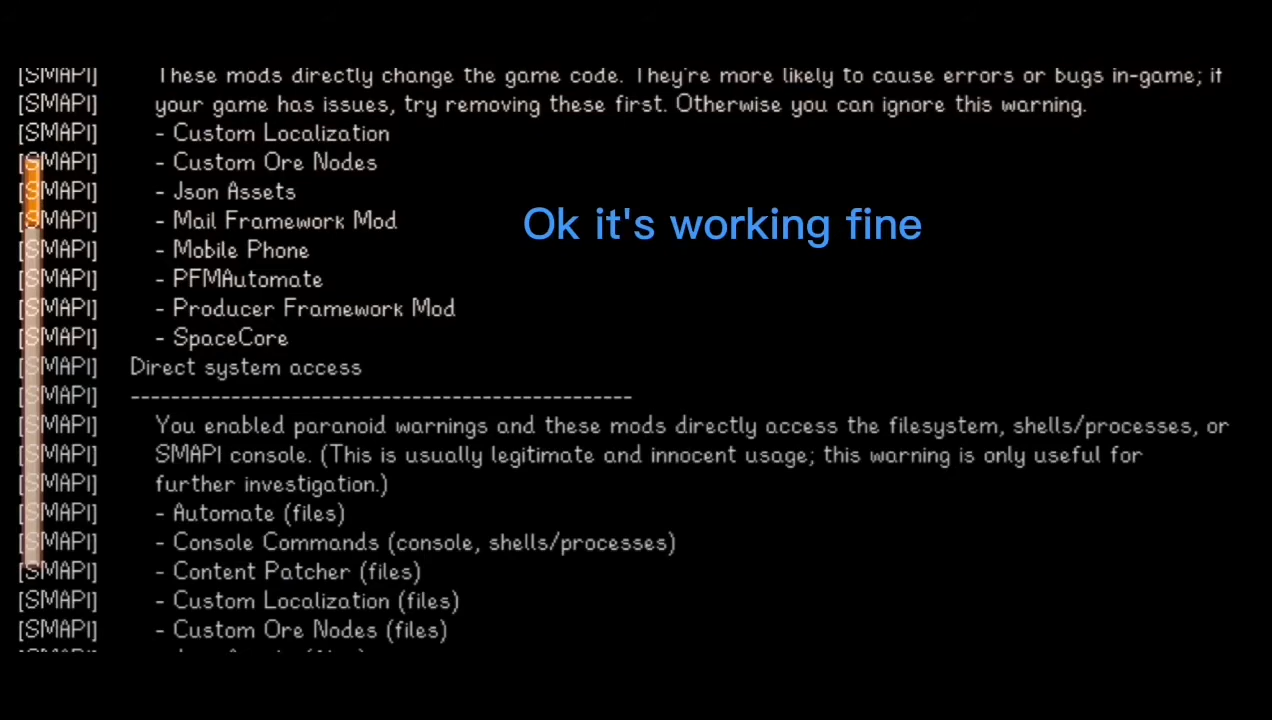 [SMAPI] These mods directly change the game code. They're more likely to cause errors or bugs in-game; if
[SMAPI] your game has issues, try removing these first. Otherwise you can ignore this warning.
[SMAPI] - Custom Localization
[SMAPI] - Custom Ore Nodes
[SMAPI] - Json Assets
[SMAPI] - Mail Framework Mod
Ok it's working fine
[SMAPI] - Mobile Phone
[SMAPI] - PFMAutomate
[SMAPI] - Producer Framework Mod
[SMAPI] - SpaceCore
[SMAPI] Direct system access
[SMAPI] --------------------------------------------------
[SMAPI] You enabled paranoid warnings and these mods directly access the filesystem, shells/processes, or
[SMAPI] SMAPI console. (This is usually legitimate and innocent usage; this warning is only useful for
[SMAPI] further investigation.)
[SMAPI] - Automate (files)
[SMAPI] - Console Commands (console, shells/processes)
[SMAPI] - Content Patcher (files)
[SMAPI] - Custom Localization (files)
[SMAPI] - Custom Ore Nodes (files)